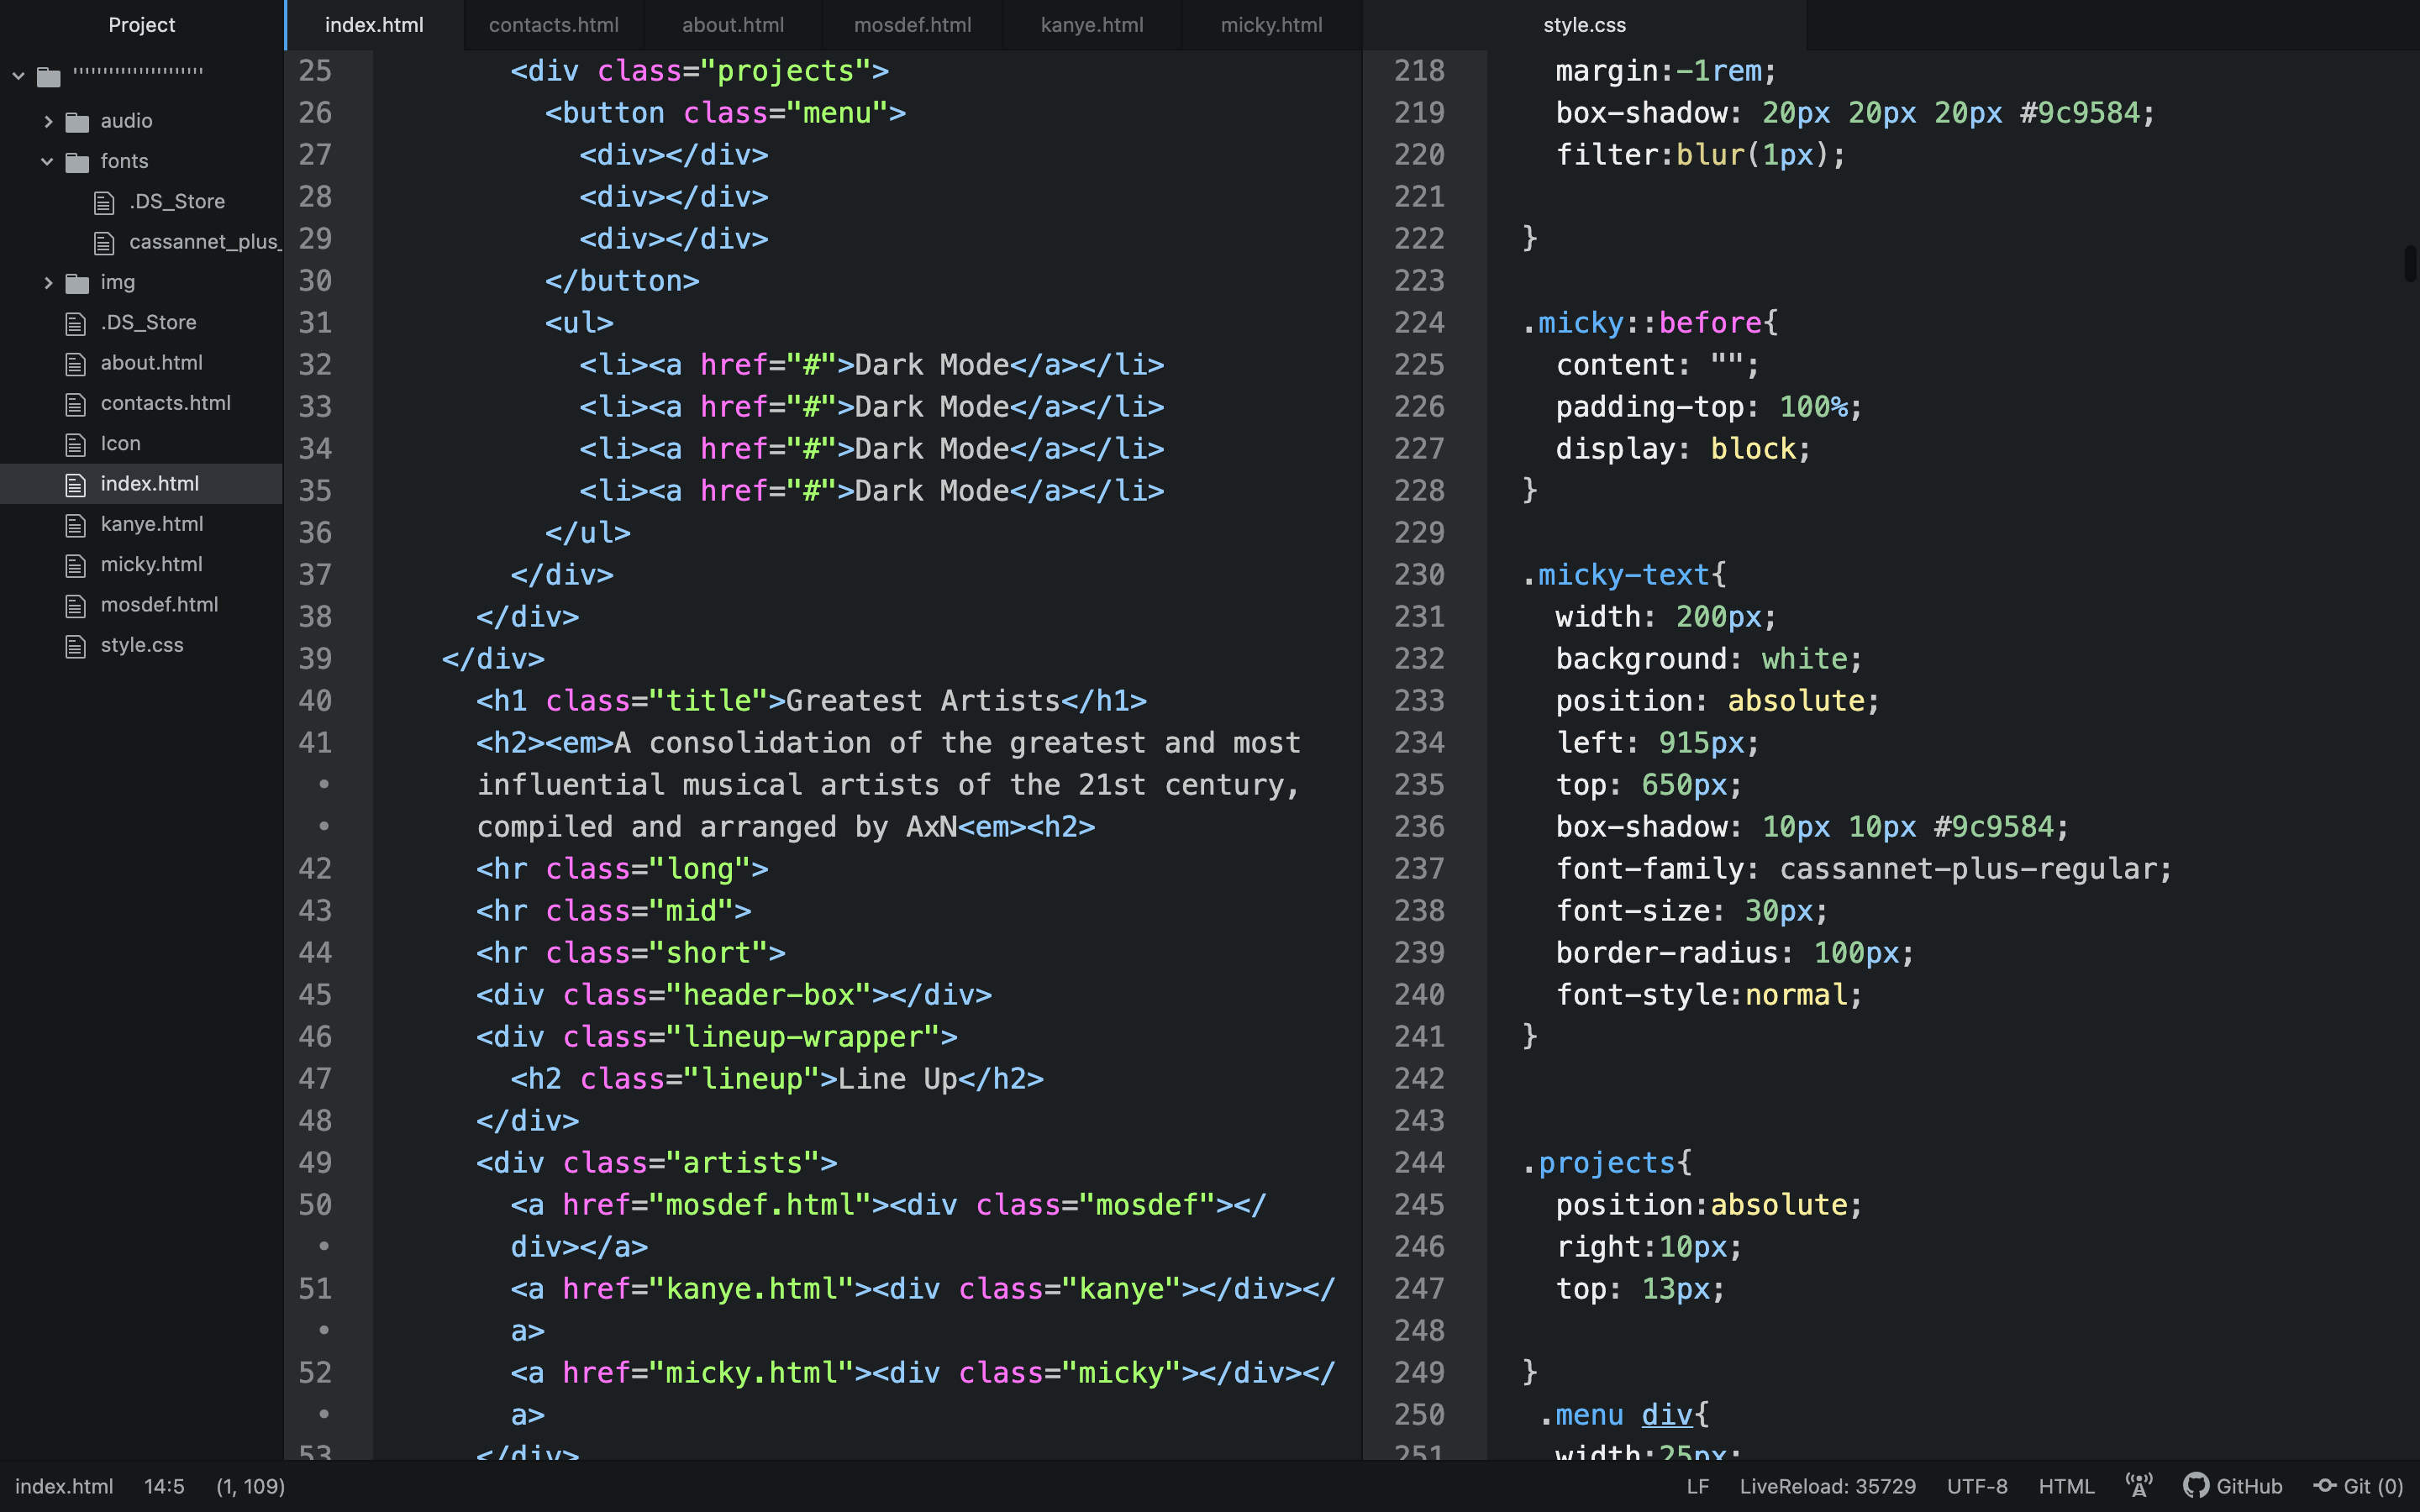 Project
'''''''''''''''''''''
audio
fonts
.DS_Store
cassannet_plus_
img
.DS_Store
about.html
contacts.html
Icon
index.html
kanye.html
micky.html
mosdef.html
style.css
index.html contacts.html about.html mosdef.html kanye.html micky.html
25 <div class="projects">
26 <button class="menu">
27 <div></div>
28 <div></div>
29 <div></div>
30 </button>
31 <ul>
32 <li><a href="#">Dark Mode</a></li>
33 <li><a href="#">Dark Mode</a></li>
34 <li><a href="#">Dark Mode</a></li>
35 <li><a href="#">Dark Mode</a></li>
36 </ul>
37 </div>
38 </div>
39 </div>
40 <h1 class="title">Greatest Artists</h1>
41 <h2><em>A consolidation of the greatest and most
• influential musical artists of the 21st century,
• compiled and arranged by AxN<em><h2>
42 <hr class="long">
43 <hr class="mid">
44 <hr class="short">
45 <div class="header-box"></div>
46 <div class="lineup-wrapper">
47 <h2 class="lineup">Line Up</h2>
48 </div>
49 <div class="artists">
50 <a href="mosdef.html"><div class="mosdef"></
• div></a>
51 <a href="kanye.html"><div class="kanye"></div></
• a>
52 <a href="micky.html"><div class="micky"></div></
• a>
53 </div>
style.css
218 margin:-1rem;
219 box-shadow: 20px 20px 20px #9c9584;
220 filter:blur(1px);
221
222 }
223
224 .micky::before{
225 content: "";
226 padding-top: 100%;
227 display: block;
228 }
229
230 .micky-text{
231 width: 200px;
232 background: white;
233 position: absolute;
234 left: 915px;
235 top: 650px;
236 box-shadow: 10px 10px #9c9584;
237 font-family: cassannet-plus-regular;
238 font-size: 30px;
239 border-radius: 100px;
240 font-style:normal;
241 }
242
243
244 .projects{
245 position:absolute;
246 right:10px;
247 top: 13px;
248
249 }
250 .menu div{
251 width:25px;
index.html 14:5 (1, 109) LF LiveReload: 35729 UTF-8 HTML GitHub Git (0)